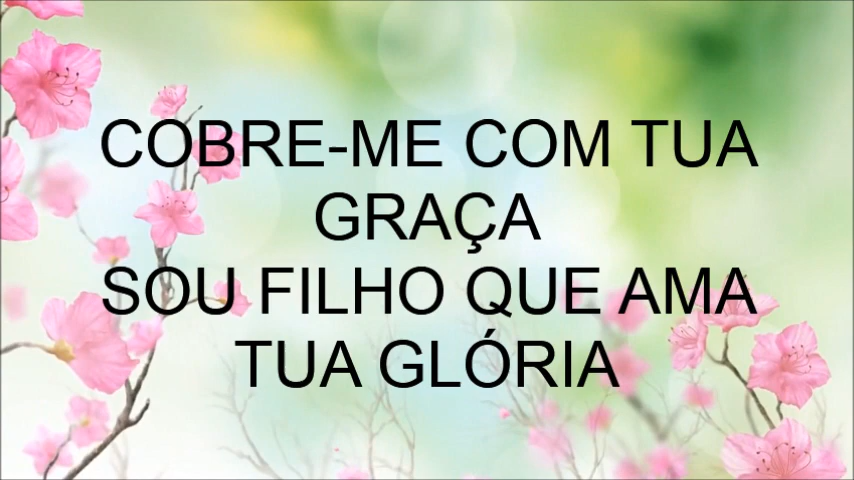 COBRE-ME COM TUA
GRAÇA
SOU FILHO QUE AMA
TUA GLÓRIA